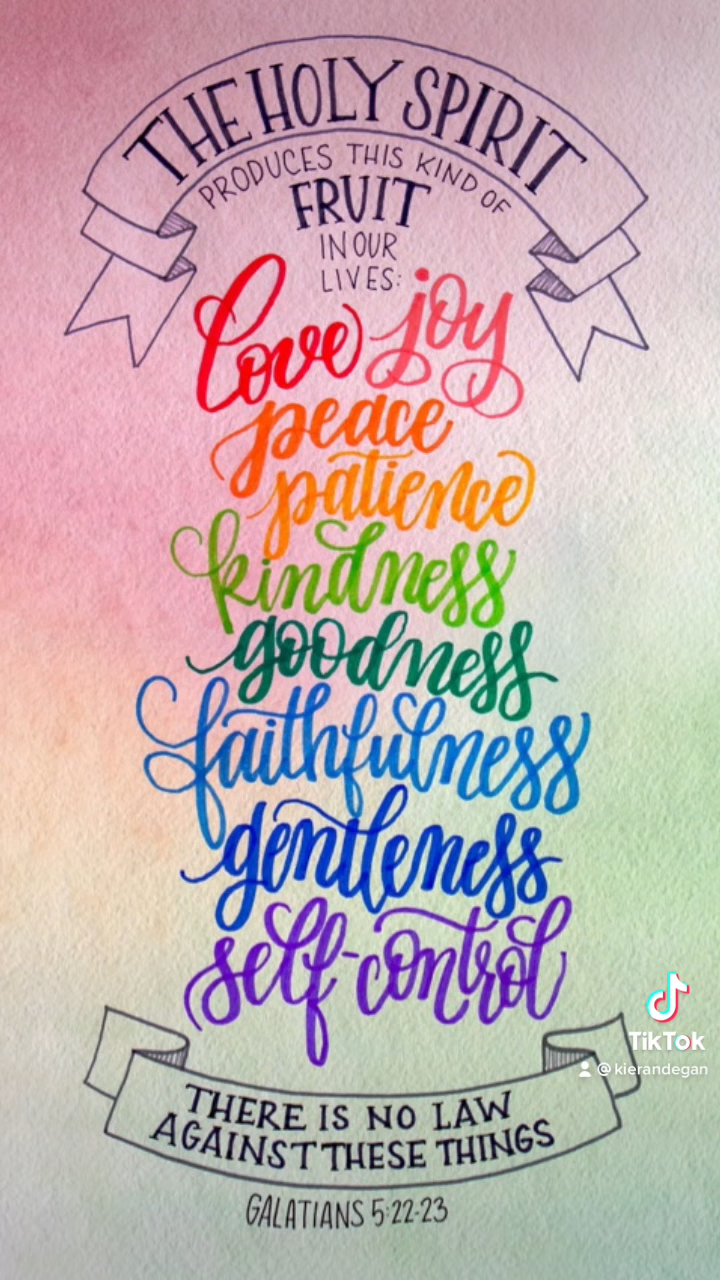 THE HOLY SPIRIT
PRODUCES THIS KIND OF
FRUIT
IN OUR
LIVES:
love joy
peace
patience
kindness
goodness
faithfulness
gentleness
self-control
TikTok
@kierandegan
THERE IS NO LAW
AGAINST THESE THINGS
GALATIANS 5:22-23